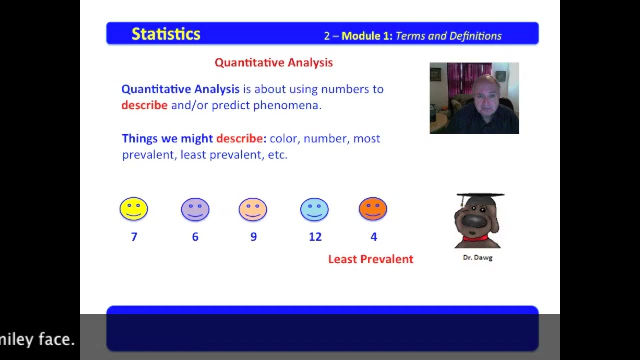 Statistics
2 – Module 1: Terms and Definitions
Quantitative Analysis
Quantitative Analysis is about using numbers to
describe and/or predict phenomena.
Things we might describe: color, number, most
prevalent, least prevalent, etc.
7 6 9 12 4
Least Prevalent
Dr. Dawg
face.